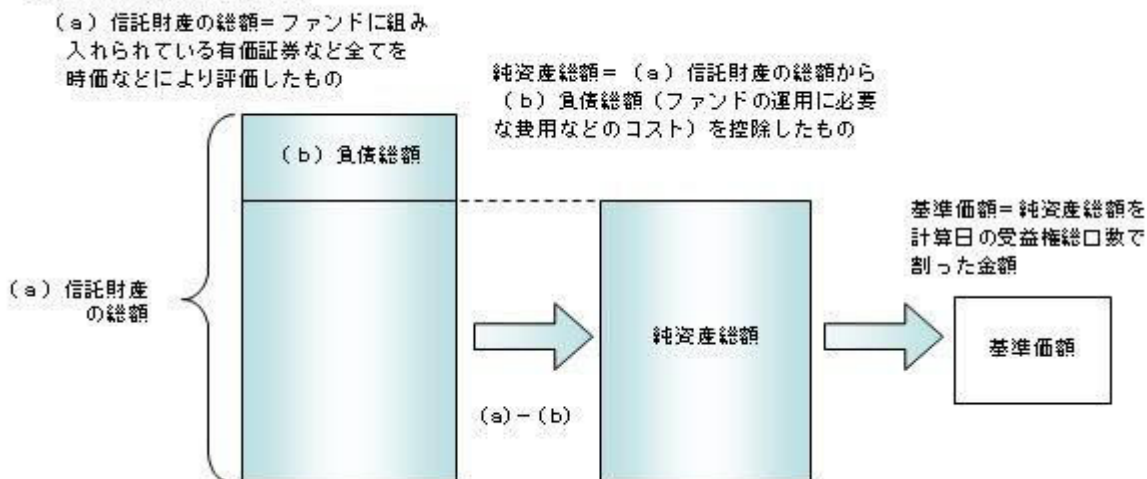 (a)信託財産の総額=ファンドに組み
入れられている有価証券など全てを
時価などにより評価したもの
純資産総額=(a)信託財産の総額から
(b)負債総額(ファンドの運用に必要
な費用などのコスト)を控除したもの
(b)負債総額
基準価額=純資産総額を
計算日の受益権総口数で
割った金額
(a)信託財産
の総額
純資産総額
基準価額
(a)-(b)